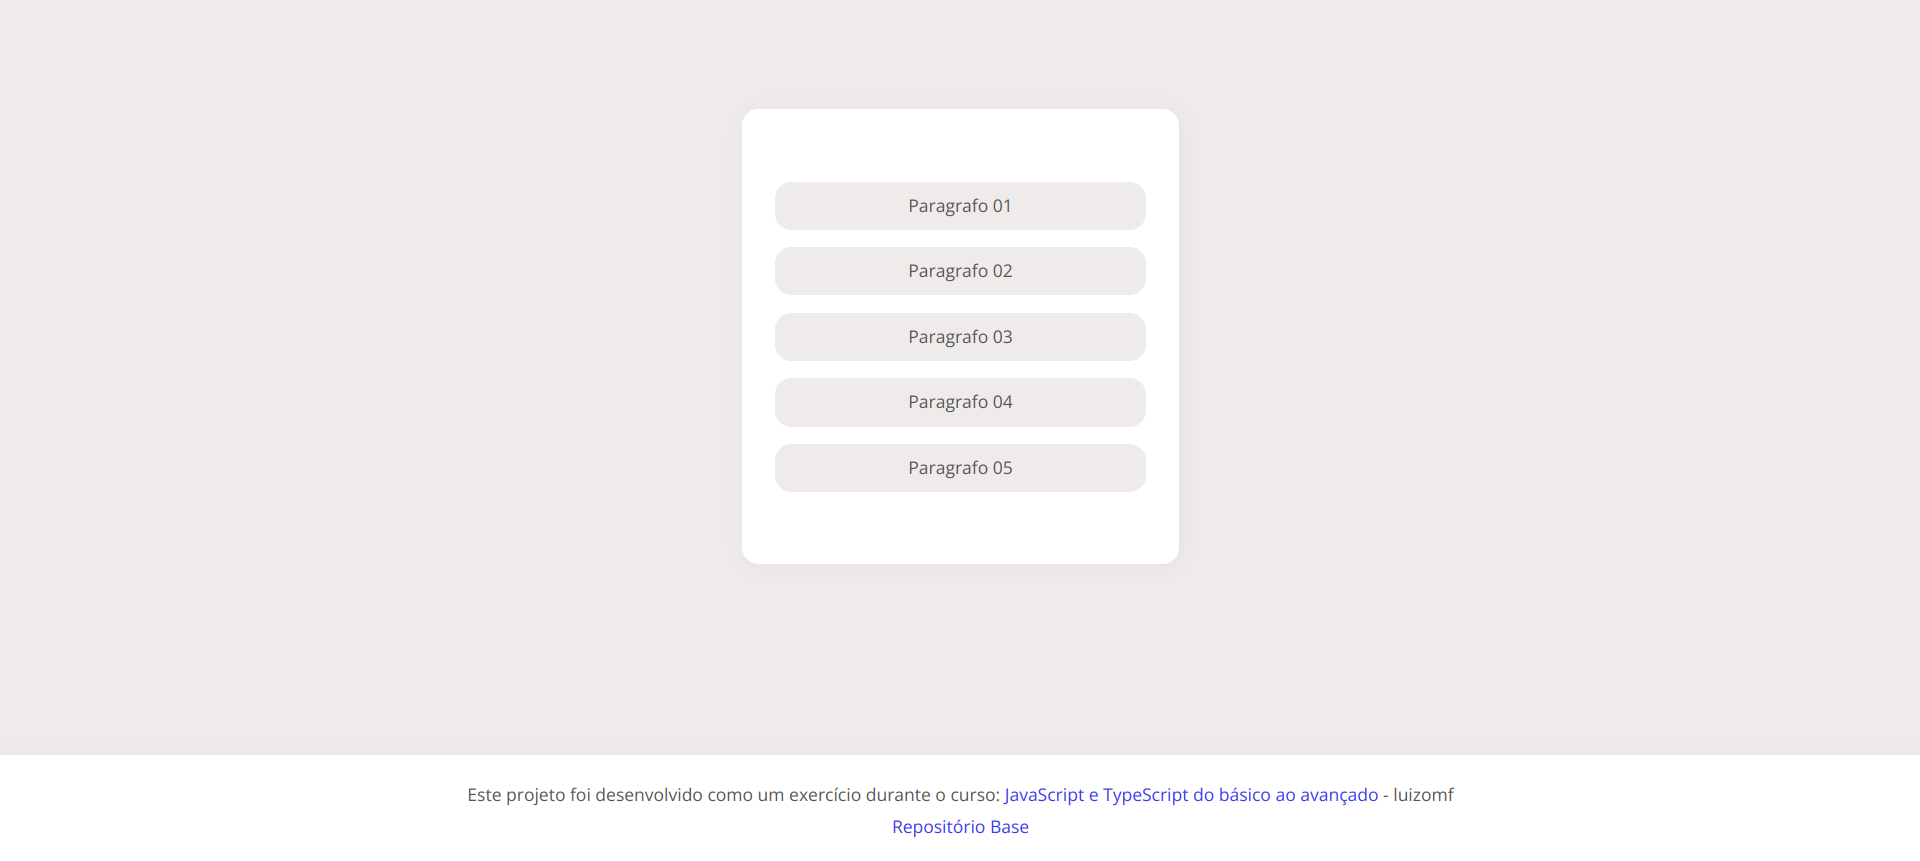 Paragrafo 01
Paragrafo 02
Paragrafo 03
Paragrafo 04
Paragrafo 05
Este projeto foi desenvolvido como um exercício durante o curso: JavaScript e TypeScript do básico ao avançado - luizomf
Repositório Base